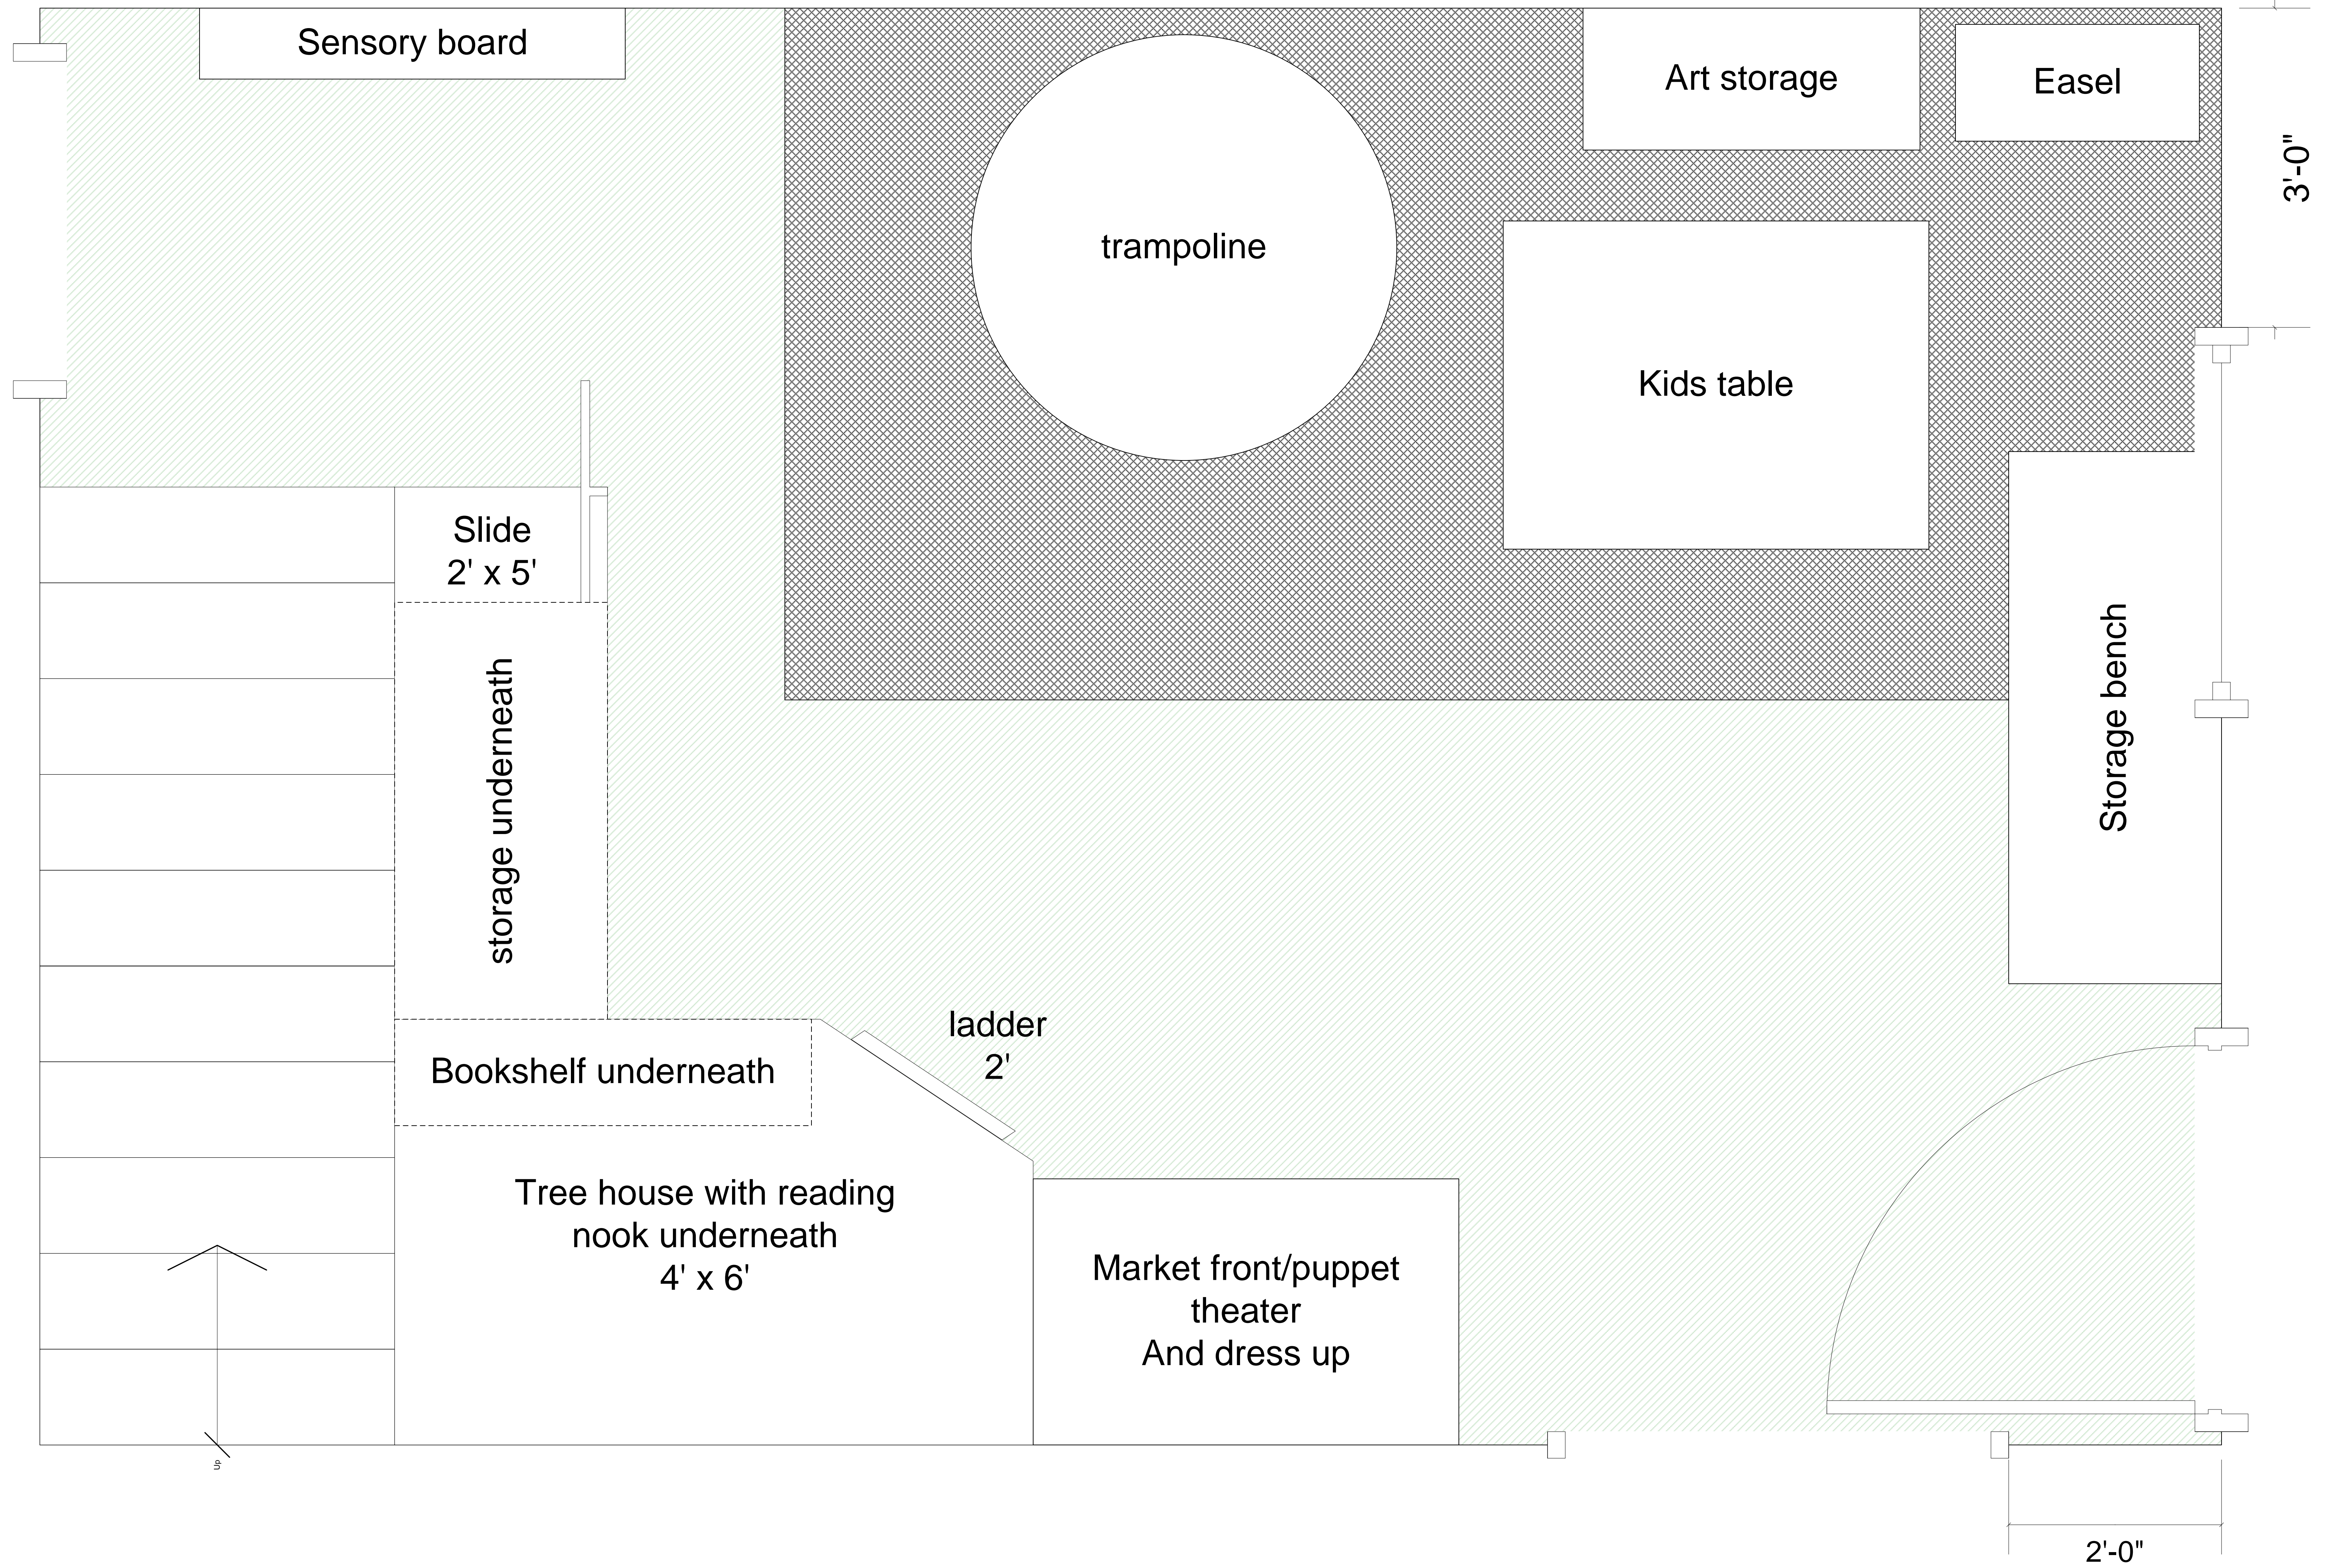 Sensory board
Art storage
Easel
3'-0"
trampoline
Kids table
Slide
2' x 5'
storage underneath
Storage bench
ladder
2'
Bookshelf underneath
Tree house with reading
nook underneath
4' x 6'
Market front/puppet
theater
And dress up
Up
2'-0"